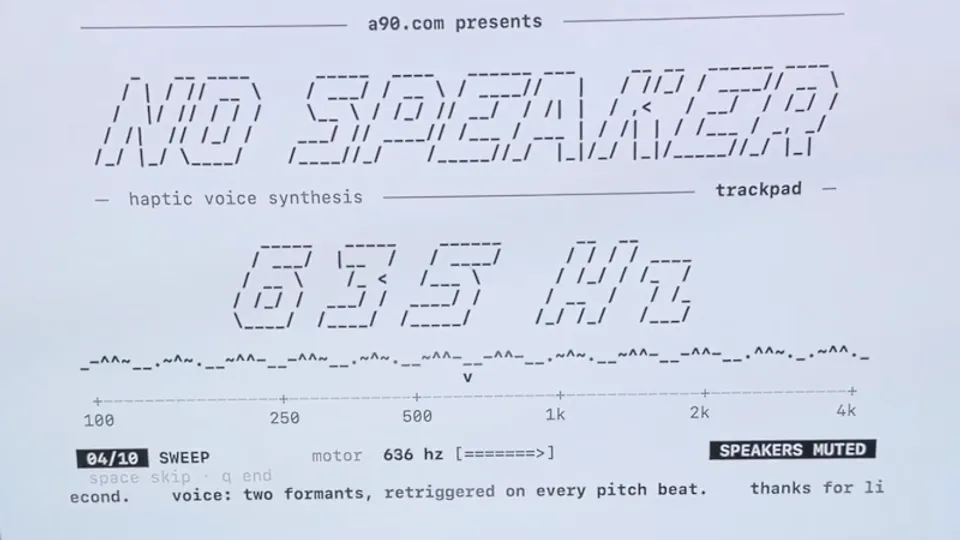 a90.com presents
NO SPEAKER
— haptic voice synthesis trackpad —
635 Hz
v
100 250 500 1k 2k 4k
04/10 SWEEP motor 636 hz [=======>] SPEAKERS MUTED
space skip · q end
econd. voice: two formants, retriggered on every pitch beat. thanks for li